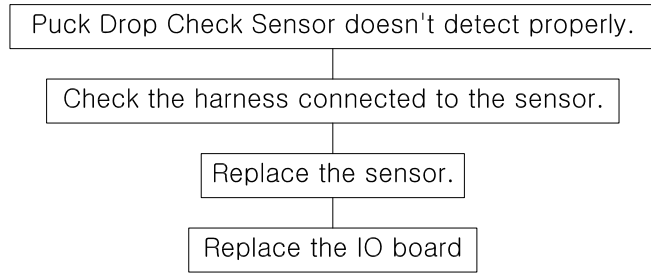 Puck Drop Check Sensor doesn't detect properly.
Check the harness connected to the sensor.
Replace the sensor.
Replace the IO board